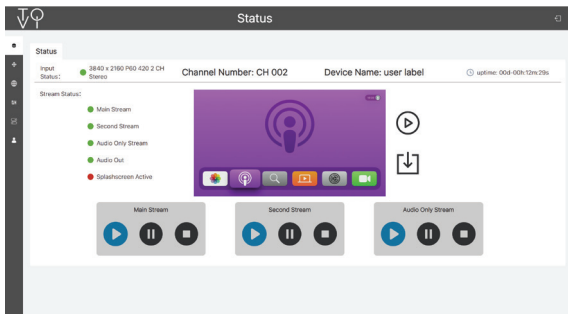 TVQ
Status
Status
Input Status:
3840 x 2160 P60 420 2 CH Stereo
Channel Number: CH 002
Device Name: user label
uptime: 00d-00h:12m:29s
Stream Status:
Main Stream
Second Stream
Audio Only Stream
Audio Out
Splashscreen Active
Main Stream
Second Stream
Audio Only Stream